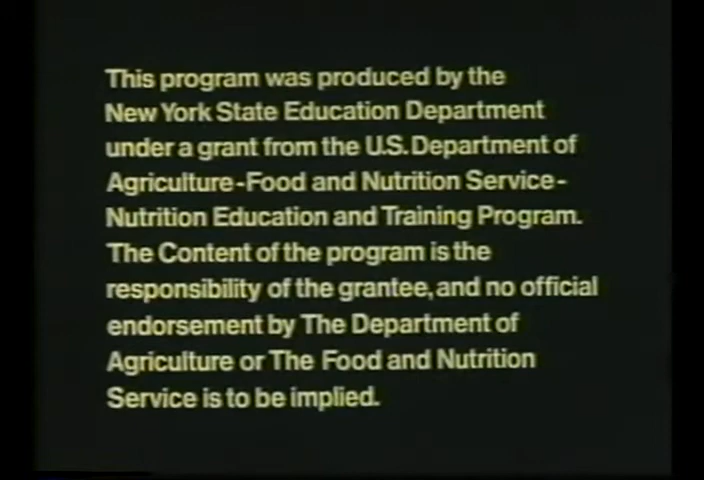 This program was produced by the
New York State Education Department
under a grant from the U.S. Department of
Agriculture-Food and Nutrition Service-
Nutrition Education and Training Program.
The Content of the program is the
responsibility of the grantee, and no official
endorsement by The Department of
Agriculture or The Food and Nutrition
Service is to be implied.